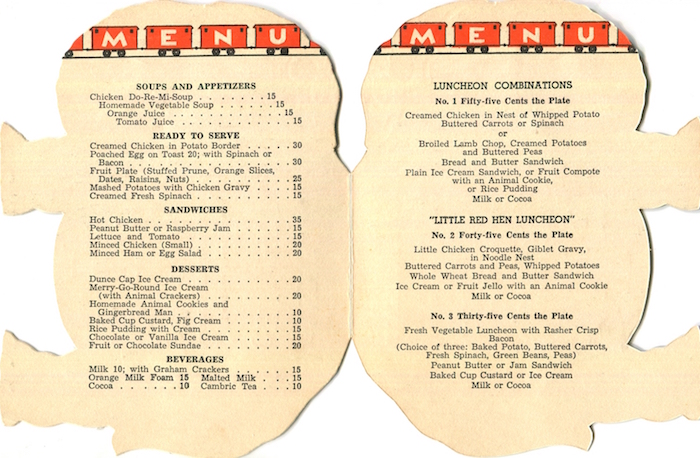 MENU
SOUPS AND APPETIZERS
Chicken Do-Re-Mi-Soup . . . . . . . 15
Homemade Vegetable Soup . . . . . 15
Orange Juice . . . . . . . . . 15
Tomato Juice . . . . . . . . . 15
READY TO SERVE
Creamed Chicken in Potato Border . . . . . 30
Poached Egg on Toast 20; with Spinach or
Bacon . . . . . . . . . . . . . . 30
Fruit Plate (Stuffed Prune, Orange Slices,
Dates, Raisins, Nuts) . . . . . . . . . 25
Mashed Potatoes with Chicken Gravy . . . . 15
Creamed Fresh Spinach . . . . . . . . . 15
SANDWICHES
Hot Chicken . . . . . . . . . . . . . 35
Peanut Butter or Raspberry Jam . . . . . 15
Lettuce and Tomato . . . . . . . . . . 15
Minced Chicken (Small) . . . . . . . . 20
Minced Ham or Egg Salad . . . . . . . 20
DESSERTS
Dunce Cap Ice Cream . . . . . . . . . 20
Merry-Go-Round Ice Cream
(with Animal Crackers) . . . . . . . . 20
Homemade Animal Cookies and
Gingerbread Man . . . . . . . . . . 10
Baked Cup Custard, Fig Cream . . . . . 10
Rice Pudding with Cream . . . . . . . 15
Chocolate or Vanilla Ice Cream . . . . . 15
Fruit or Chocolate Sundae . . . . . . . 20
BEVERAGES
Milk 10; with Graham Crackers . . . . . 15
Orange Milk Foam 15 Malted Milk . . . 15
Cocoa . . . . . . 10 Cambric Tea . . . 10
MENU
LUNCHEON COMBINATIONS
No. 1 Fifty-five Cents the Plate
Creamed Chicken in Nest of Whipped Potato
Buttered Carrots or Spinach
or
Broiled Lamb Chop, Creamed Potatoes
and Buttered Peas
Bread and Butter Sandwich
Plain Ice Cream Sandwich, or Fruit Compote
with an Animal Cookie,
or Rice Pudding
Milk or Cocoa
"LITTLE RED HEN LUNCHEON"
No. 2 Forty-five Cents the Plate
Little Chicken Croquette, Giblet Gravy,
in Noodle Nest
Buttered Carrots and Peas, Whipped Potatoes
Whole Wheat Bread and Butter Sandwich
Ice Cream or Fruit Jello with an Animal Cookie
Milk or Cocoa
No. 3 Thirty-five Cents the Plate
Fresh Vegetable Luncheon with Rasher Crisp
Bacon
(Choice of three: Baked Potato, Buttered Carrots,
Fresh Spinach, Green Beans, Peas)
Peanut Butter or Jam Sandwich
Baked Cup Custard or Ice Cream
Milk or Cocoa